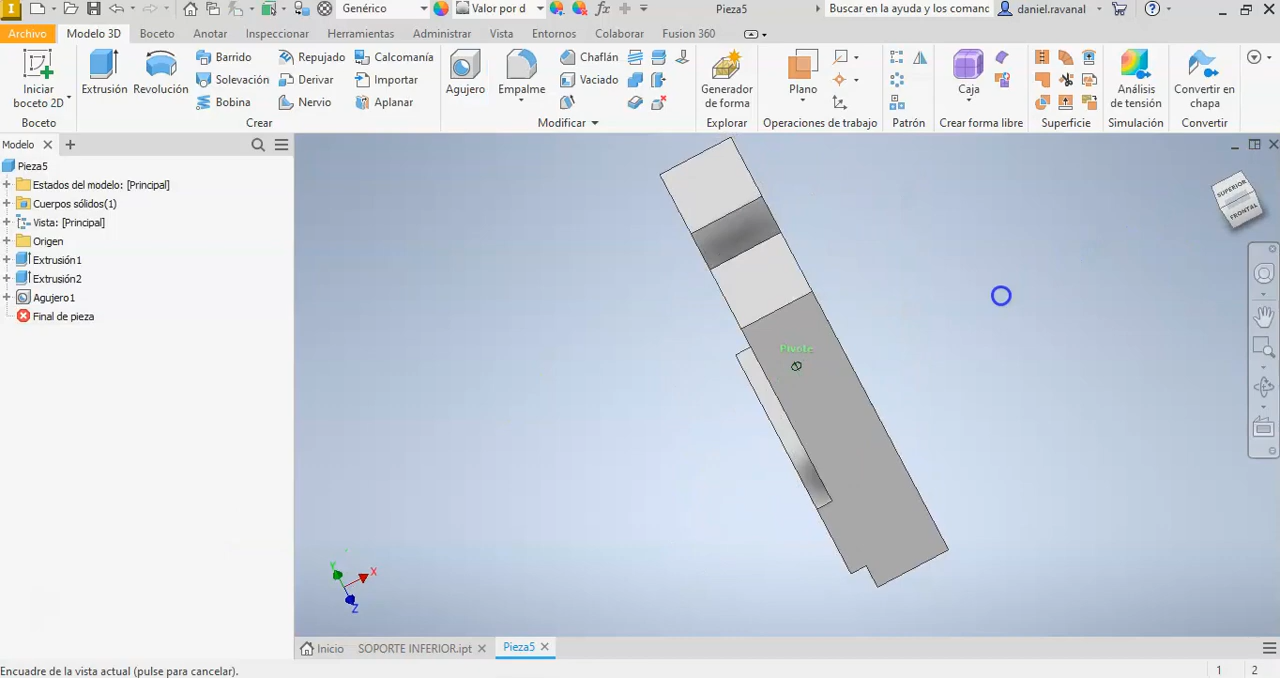 Genérico
Valor por d
Pieza5
Buscar en la ayuda y los comanc
daniel.ravanal
Archivo
Modelo 3D
Boceto
Anotar
Inspeccionar
Herramientas
Administrar
Vista
Entornos
Colaborar
Fusion 360
Iniciar
boceto 2D
Boceto
Extrusión
Revolución
Barrido
Solevación
Bobina
Repujado
Derivar
Nervio
Calcomanía
Importar
Aplanar
Crear
Agujero
Empalme
Chaflán
Vaciado
Modificar
Generador
de forma
Explorar
Plano
Operaciones de trabajo
Patrón
Caja
Crear forma libre
Superficie
Análisis
de tensión
Simulación
Convertir en
chapa
Convertir
Modelo
Pieza5
Estados del modelo: [Principal]
Cuerpos sólidos(1)
Vista: [Principal]
Origen
Extrusión1
Extrusión2
Agujero1
Final de pieza
SUPERIOR
FRONTAL
Pivote
Y
X
Z
Inicio
SOPORTE INFERIOR.ipt
Pieza5
Encuadre de la vista actual (pulse para cancelar).
1
2